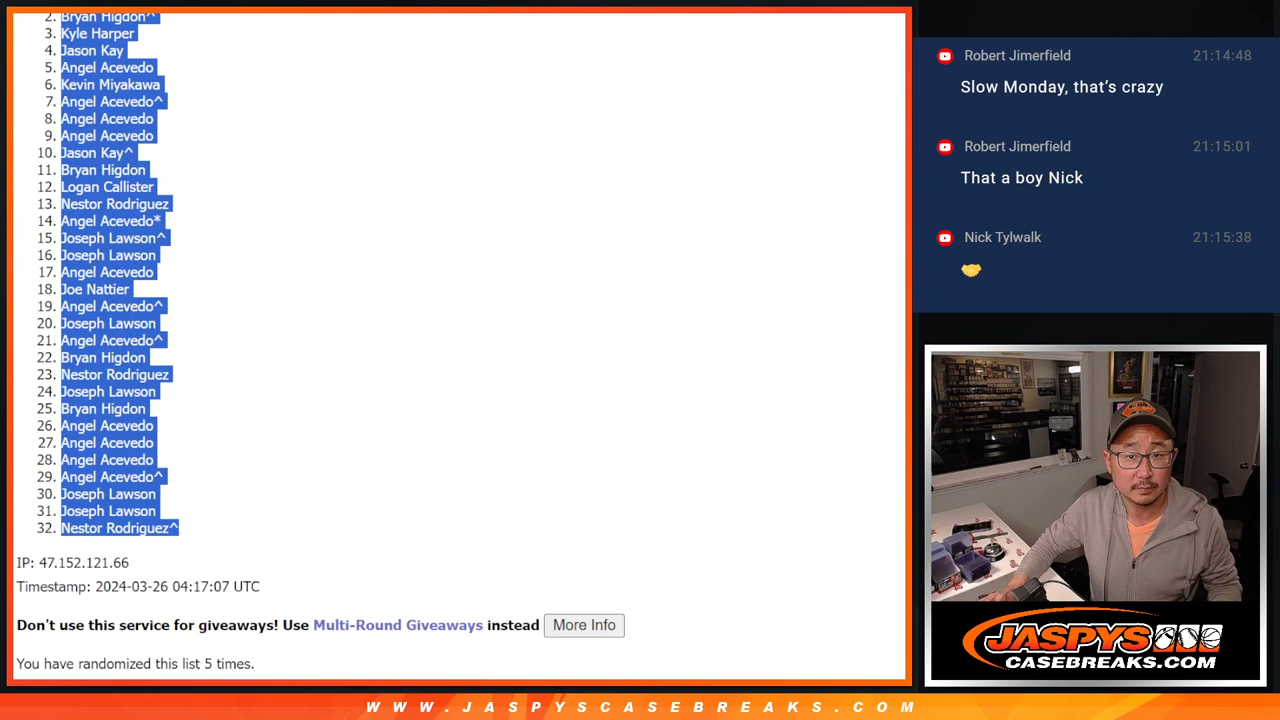 2. Bryan Higdon^
3. Kyle Harper
4. Jason Kay
5. Angel Acevedo
6. Kevin Miyakawa
7. Angel Acevedo^
8. Angel Acevedo
9. Angel Acevedo
10. Jason Kay^
11. Bryan Higdon
12. Logan Callister
13. Nestor Rodriguez
14. Angel Acevedo*
15. Joseph Lawson^
16. Joseph Lawson
17. Angel Acevedo
18. Joe Nattier
19. Angel Acevedo^
20. Joseph Lawson
21. Angel Acevedo^
22. Bryan Higdon
23. Nestor Rodriguez
24. Joseph Lawson
25. Bryan Higdon
26. Angel Acevedo
27. Angel Acevedo
28. Angel Acevedo
29. Angel Acevedo^
30. Joseph Lawson
31. Joseph Lawson
32. Nestor Rodriguez^
IP: 47.152.121.66
Timestamp: 2024-03-26 04:17:07 UTC
Don't use this service for giveaways! Use Multi-Round Giveaways instead More Info
You have randomized this list 5 times.
Robert Jimerfield 21:14:48
Slow Monday, that's crazy
Robert Jimerfield 21:15:01
That a boy Nick
Nick Tylwalk 21:15:38
JASPYS
CASEBREAKS.COM
WWW.JASPYSCASEBREAKS.COM